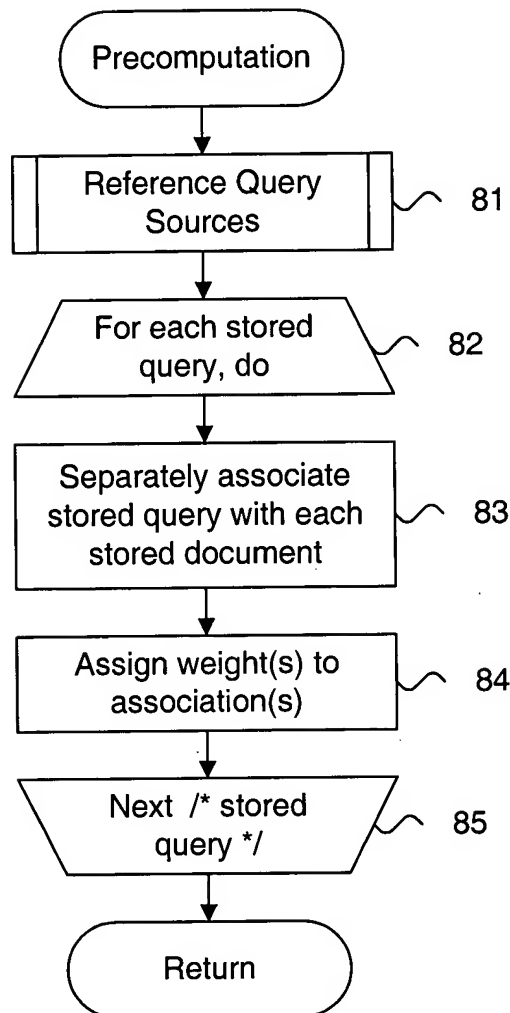 Precomputation
Reference Query
Sources
81
For each stored
query, do
82
Separately associate
stored query with each
stored document
83
Assign weight(s) to
association(s)
84
Next /* stored
query */
85
Return